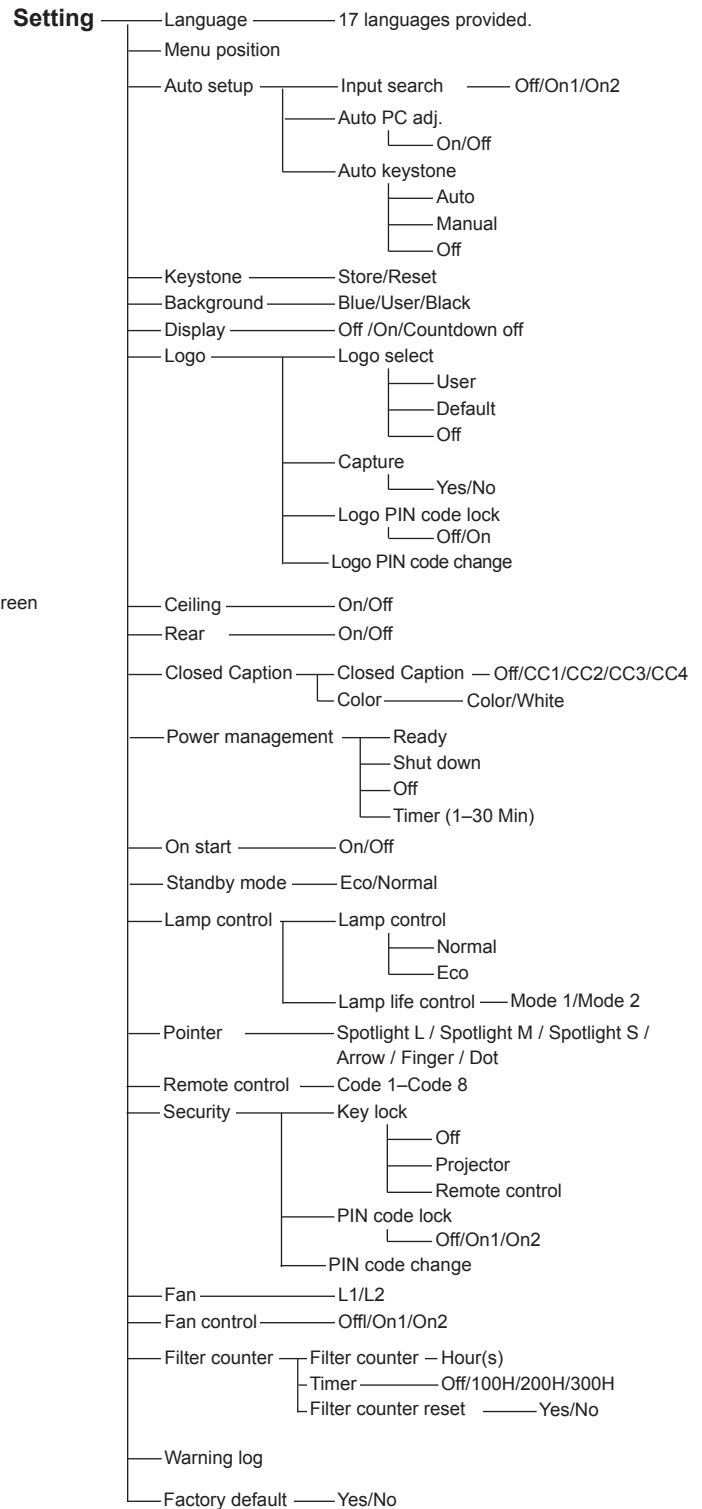 Setting Language 17 languages provided.
Menu position
Auto setup Input search Off/On1/On2
Auto PC adj.
On/Off
Auto keystone
Auto
Manual
Off
Keystone Store/Reset
Background Blue/User/Black
Display Off /On/Countdown off
Logo Logo select
User
Default
Off
Capture
Yes/No
Logo PIN code lock
Off/On
Logo PIN code change
reen
Ceiling On/Off
Rear On/Off
Closed Caption Closed Caption Off/CC1/CC2/CC3/CC4
Color Color/White
Power management Ready
Shut down
Off
Timer (1–30 Min)
On start On/Off
Standby mode Eco/Normal
Lamp control Lamp control
Normal
Eco
Lamp life control Mode 1/Mode 2
Pointer Spotlight L / Spotlight M / Spotlight S /
Arrow / Finger / Dot
Remote control Code 1–Code 8
Security Key lock
Off
Projector
Remote control
PIN code lock
Off/On1/On2
PIN code change
Fan L1/L2
Fan control Offl/On1/On2
Filter counter Filter counter Hour(s)
Timer Off/100H/200H/300H
Filter counter reset Yes/No
Warning log
Factory default Yes/No